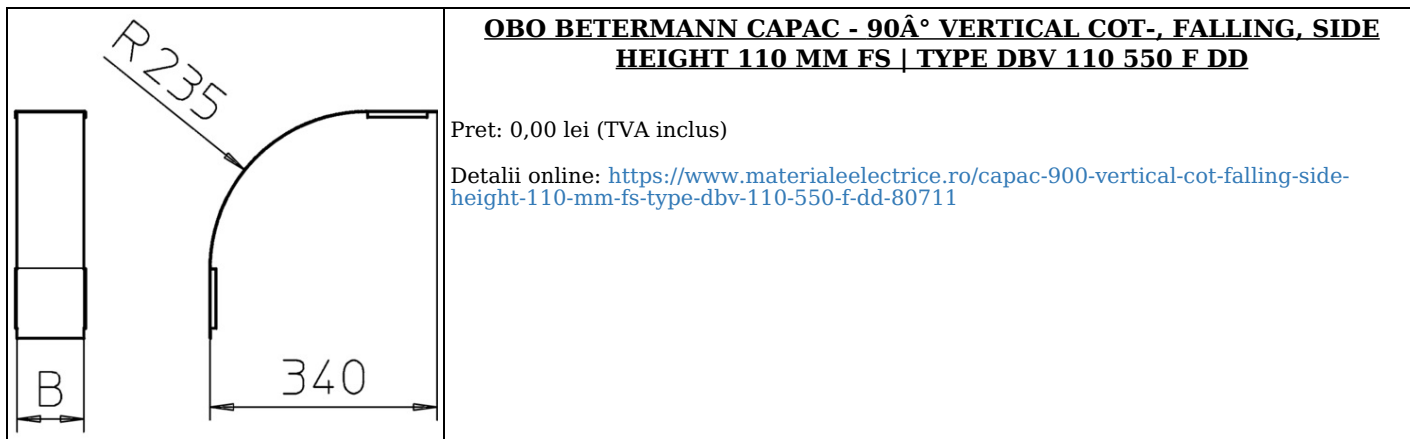 R235
B
340
OBO BETERMANN CAPAC - 90Â° VERTICAL COT-, FALLING, SIDE
HEIGHT 110 MM FS | TYPE DBV 110 550 F DD
Pret: 0,00 lei (TVA inclus)
Detalii online: https://www.materialeelectrice.ro/capac-900-vertical-cot-falling-side-
height-110-mm-fs-type-dbv-110-550-f-dd-80711